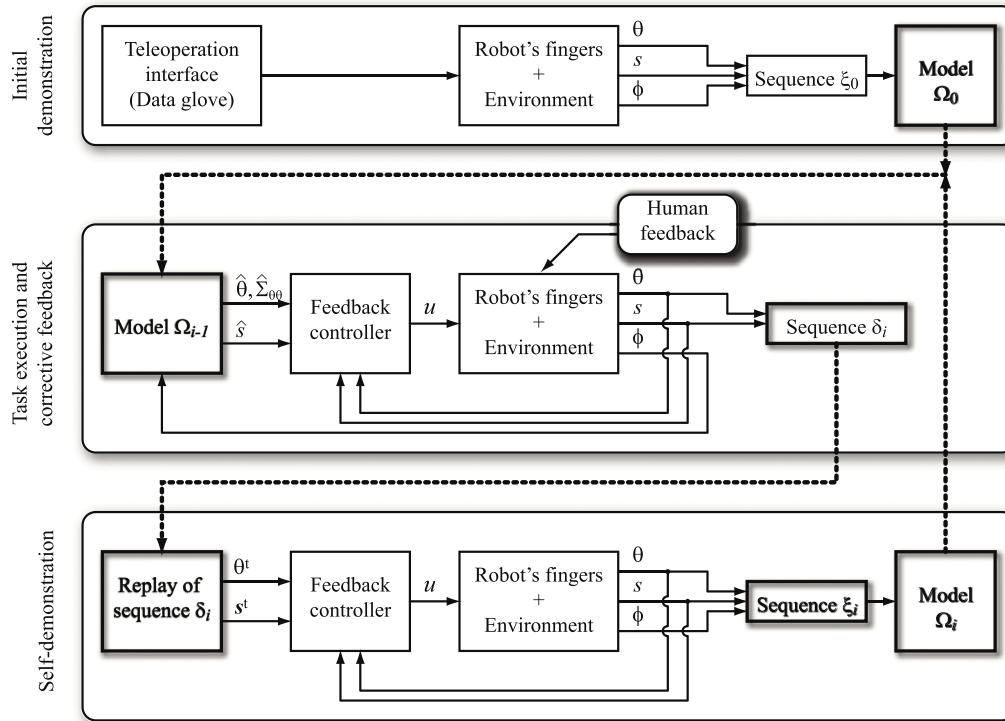 Initial
demonstration
Teleoperation
interface
(Data glove)
Robot's fingers
+
Environment
θ
s
ϕ
Sequence ξ0
Model
Ω0
Task execution and
corrective feedback
Human
feedback
Model Ωi-1
θ̂, Σ̂θθ
ŝ
Feedback
controller
u
Robot's fingers
+
Environment
θ
s
ϕ
Sequence δi
Self-demonstration
Replay of
sequence δi
θt
st
Feedback
controller
u
Robot's fingers
+
Environment
θ
s
ϕ
Sequence ξi
Model
Ωi